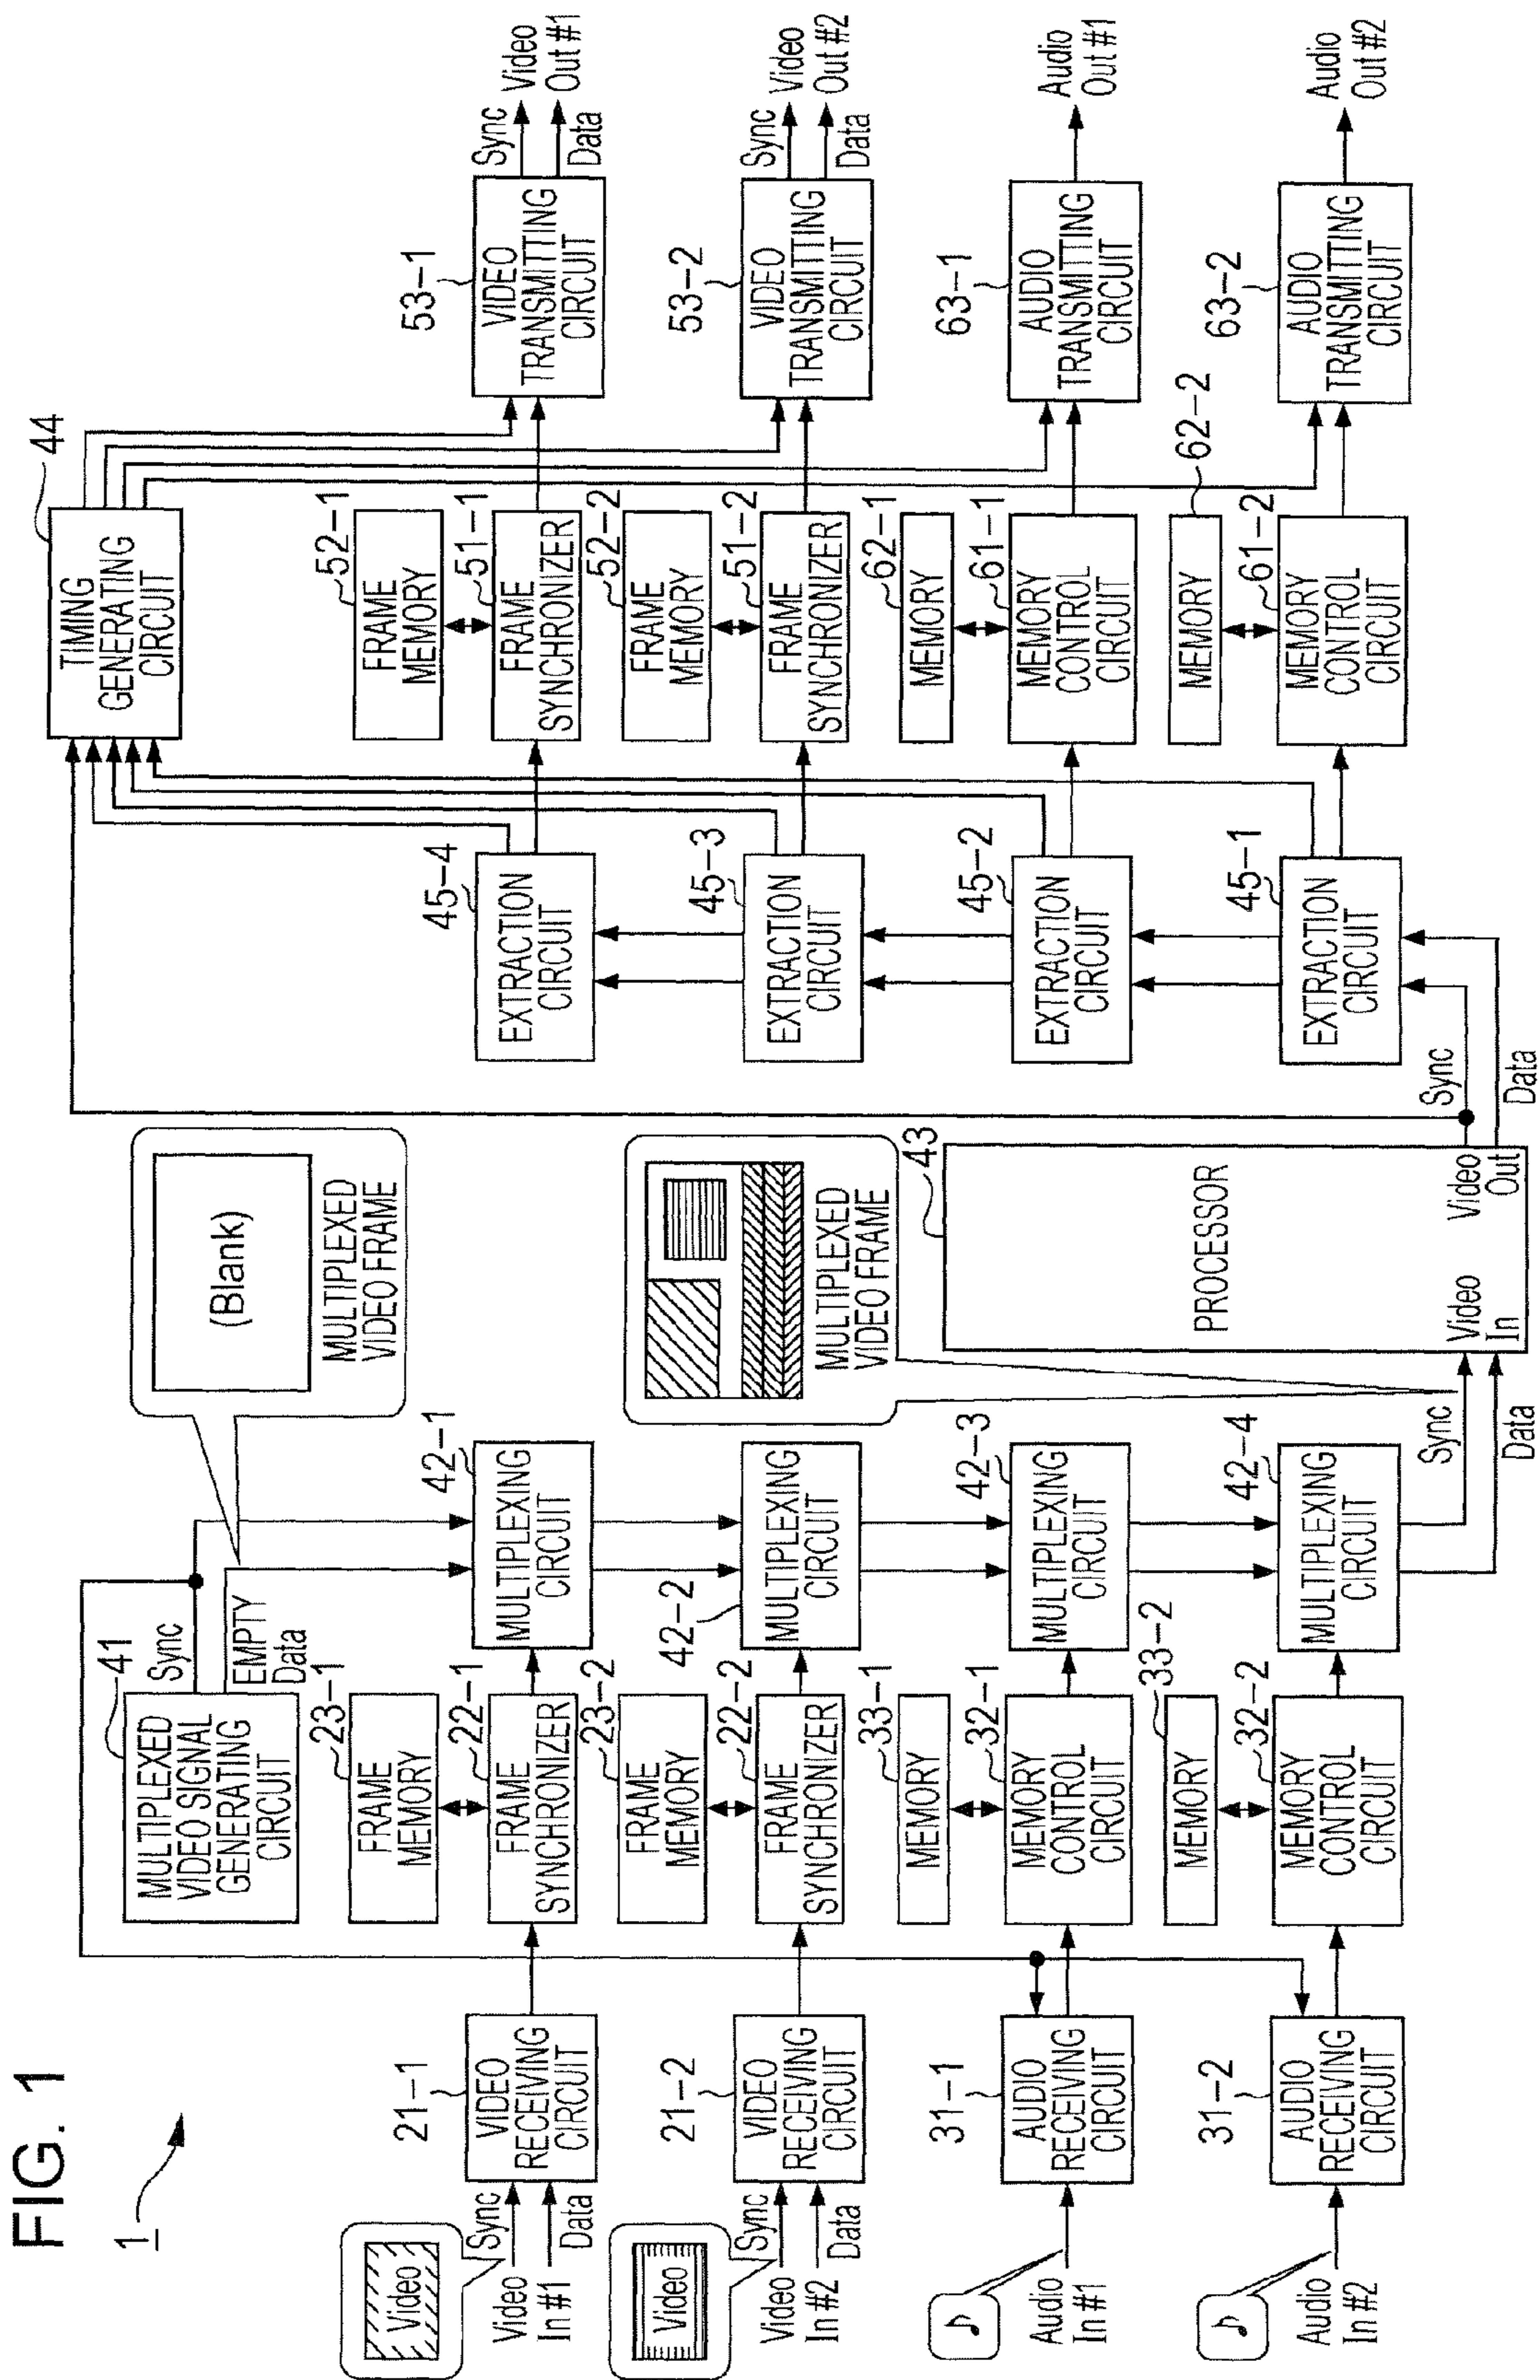 FIG. 1
1
Video
Sync
Video
In #1
Data
21-1
VIDEO
RECEIVING
CIRCUIT
Video
Sync
Video
In #2
Data
21-2
VIDEO
RECEIVING
CIRCUIT
♪
Audio
In #1
31-1
AUDIO
RECEIVING
CIRCUIT
♪
Audio
In #2
31-2
AUDIO
RECEIVING
CIRCUIT
41
MULTIPLEXED
VIDEO SIGNAL
GENERATING
CIRCUIT
Sync
EMPTY
Data
23-1
FRAME
MEMORY
22-1
FRAME
SYNCHRONIZER
23-2
FRAME
MEMORY
22-2
FRAME
SYNCHRONIZER
33-1
MEMORY
32-1
MEMORY
CONTROL
CIRCUIT
33-2
MEMORY
32-2
MEMORY
CONTROL
CIRCUIT
42-1
MULTIPLEXING
CIRCUIT
42-2
MULTIPLEXING
CIRCUIT
42-3
MULTIPLEXING
CIRCUIT
42-4
MULTIPLEXING
CIRCUIT
Sync
Data
(Blank)
MULTIPLEXED
VIDEO FRAME
MULTIPLEXED
VIDEO FRAME
43
PROCESSOR
Video
In
Video
Out
Sync
Data
45-4
EXTRACTION
CIRCUIT
45-3
EXTRACTION
CIRCUIT
45-2
EXTRACTION
CIRCUIT
45-1
EXTRACTION
CIRCUIT
44
TIMING
GENERATING
CIRCUIT
52-1
FRAME
MEMORY
51-1
FRAME
SYNCHRONIZER
52-2
FRAME
MEMORY
51-2
FRAME
SYNCHRONIZER
62-1
MEMORY
61-1
MEMORY
CONTROL
CIRCUIT
62-2
MEMORY
61-2
MEMORY
CONTROL
CIRCUIT
53-1
VIDEO
TRANSMITTING
CIRCUIT
Sync
Video
Out #1
Data
53-2
VIDEO
TRANSMITTING
CIRCUIT
Sync
Video
Out #2
Data
63-1
AUDIO
TRANSMITTING
CIRCUIT
Audio
Out #1
63-2
AUDIO
TRANSMITTING
CIRCUIT
Audio
Out #2